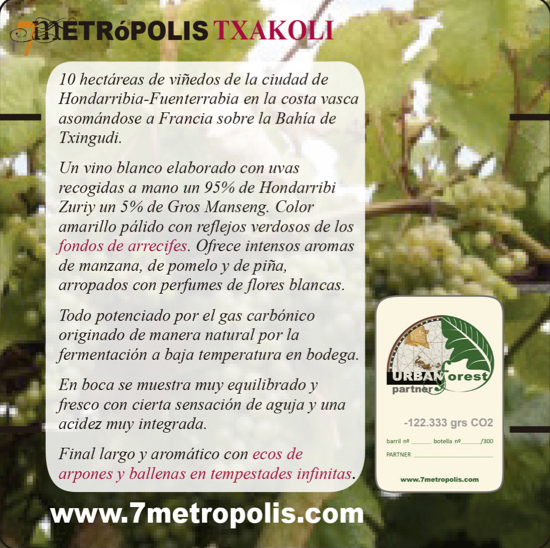 7METRóPOLIS TXAKOLI
10 hectáreas de viñedos de la ciudad de
Hondarribia-Fuenterrabia en la costa vasca
asomándose a Francia sobre la Bahía de
Txingudi.
Un vino blanco elaborado con uvas
recogidas a mano un 95% de Hondarribi
Zuriy un 5% de Gros Manseng. Color
amarillo pálido con reflejos verdosos de los
fondos de arrecifes. Ofrece intensos aromas
de manzana, de pomelo y de piña,
arropados con perfumes de flores blancas.
Todo potenciado por el gas carbónico
originado de manera natural por la
fermentación a baja temperatura en bodega.
En boca se muestra muy equilibrado y
fresco con cierta sensación de aguja y una
acidez muy integrada.
Final largo y aromático con ecos de
arpones y ballenas en tempestades infinitas.
URBAN forest
partner
-122.333 grs CO2
barril nº ______ botella nº______/300
PARTNER ______
www.7metropolis.com
www.7metropolis.com